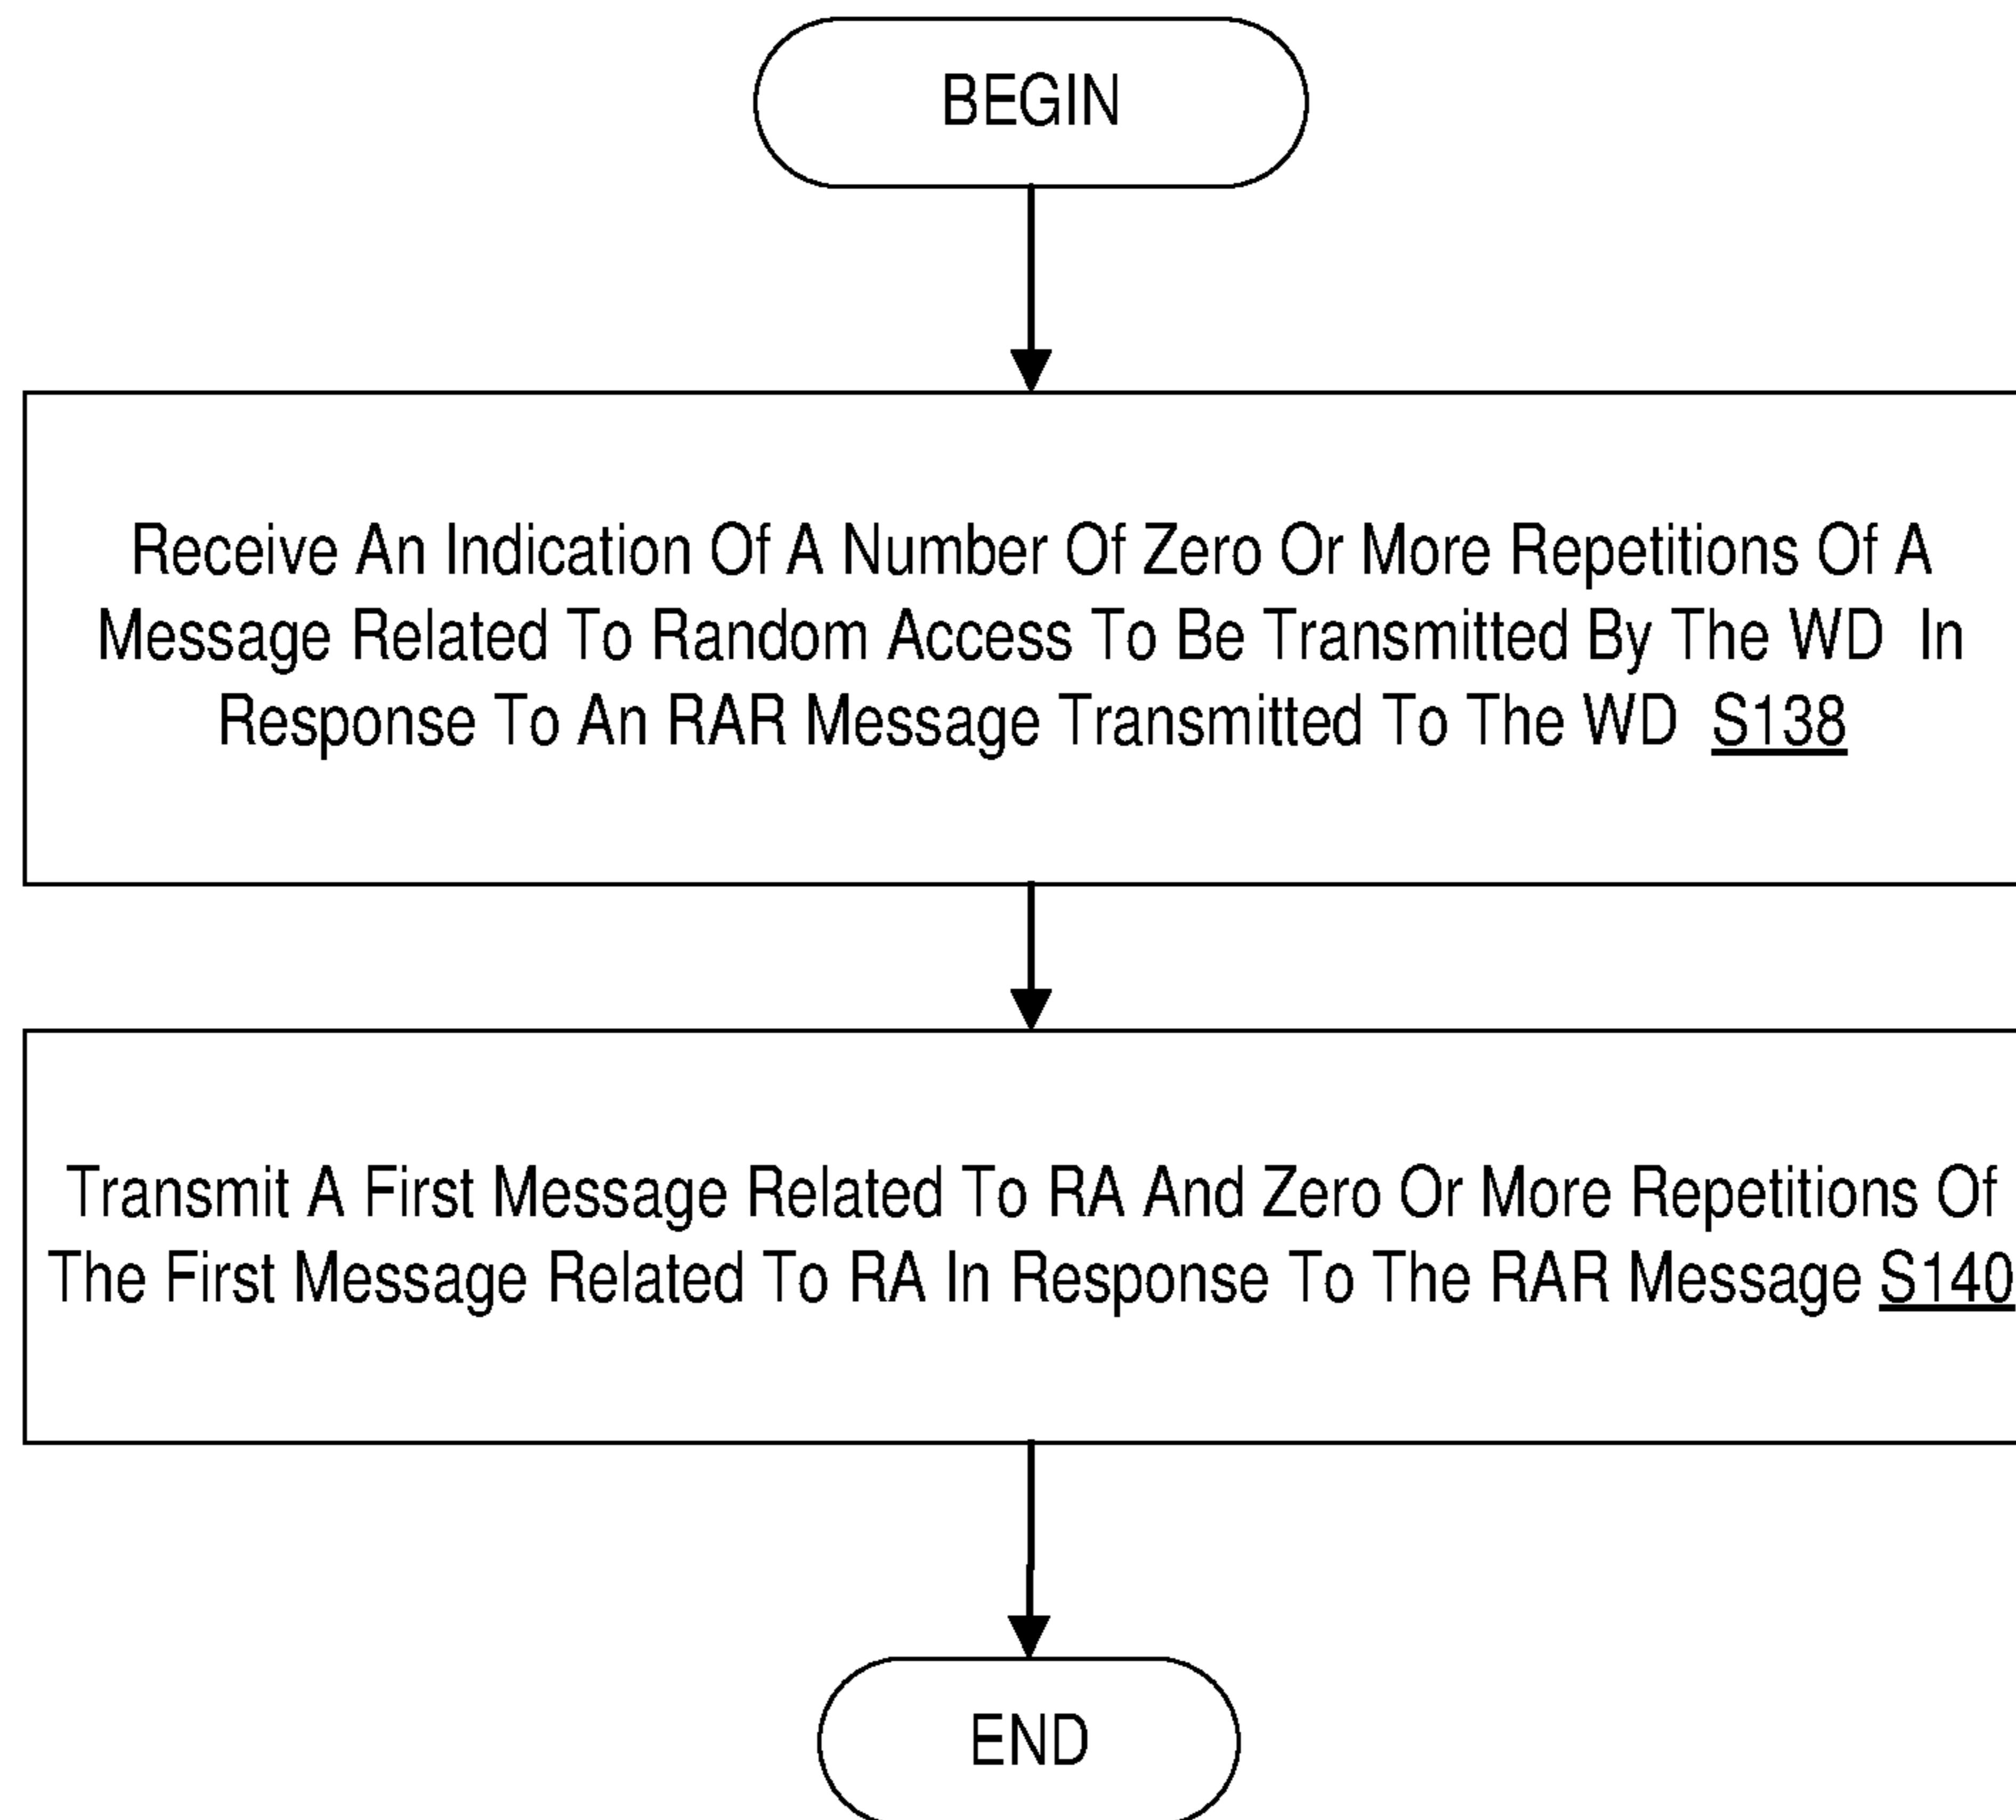 BEGIN
Receive An Indication Of A Number Of Zero Or More Repetitions Of A
Message Related To Random Access To Be Transmitted By The WD In
Response To An RAR Message Transmitted To The WD S138
Transmit A First Message Related To RA And Zero Or More Repetitions Of
The First Message Related To RA In Response To The RAR Message S140
END